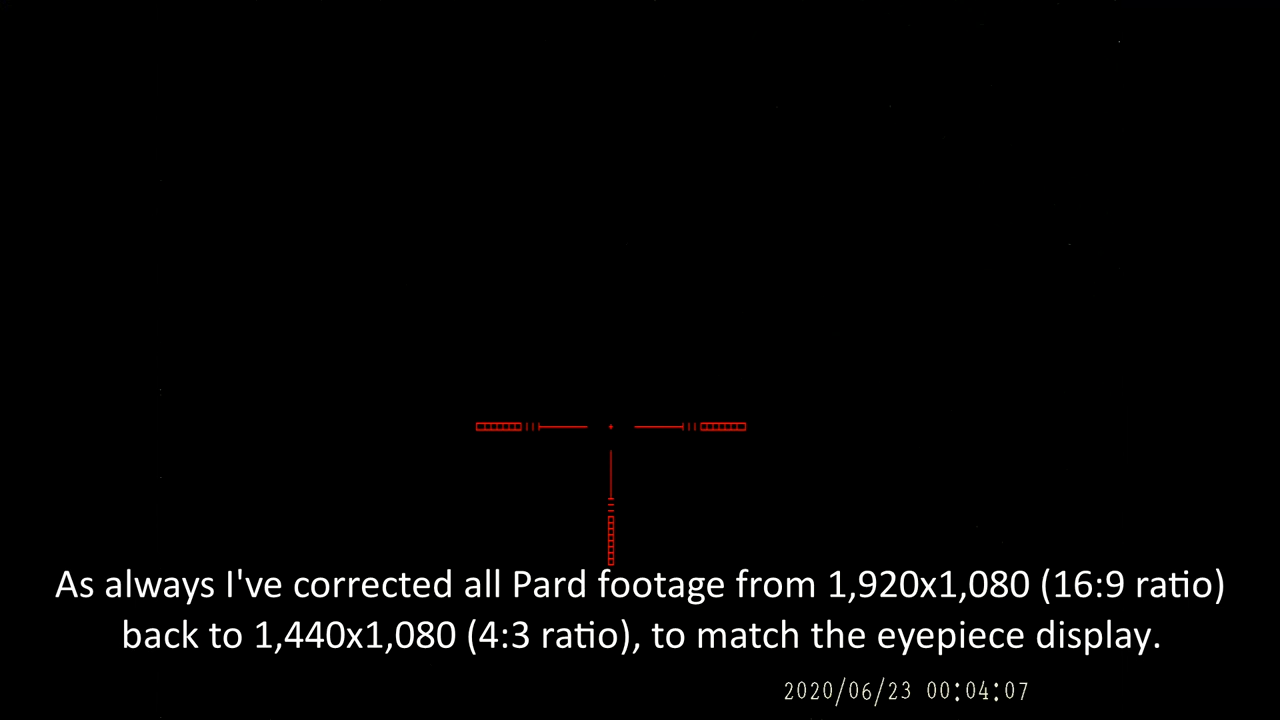 As always I've corrected all Pard footage from 1,920x1,080 (16:9 ratio)
back to 1,440x1,080 (4:3 ratio), to match the eyepiece display.
2020/06/23 00:04:07